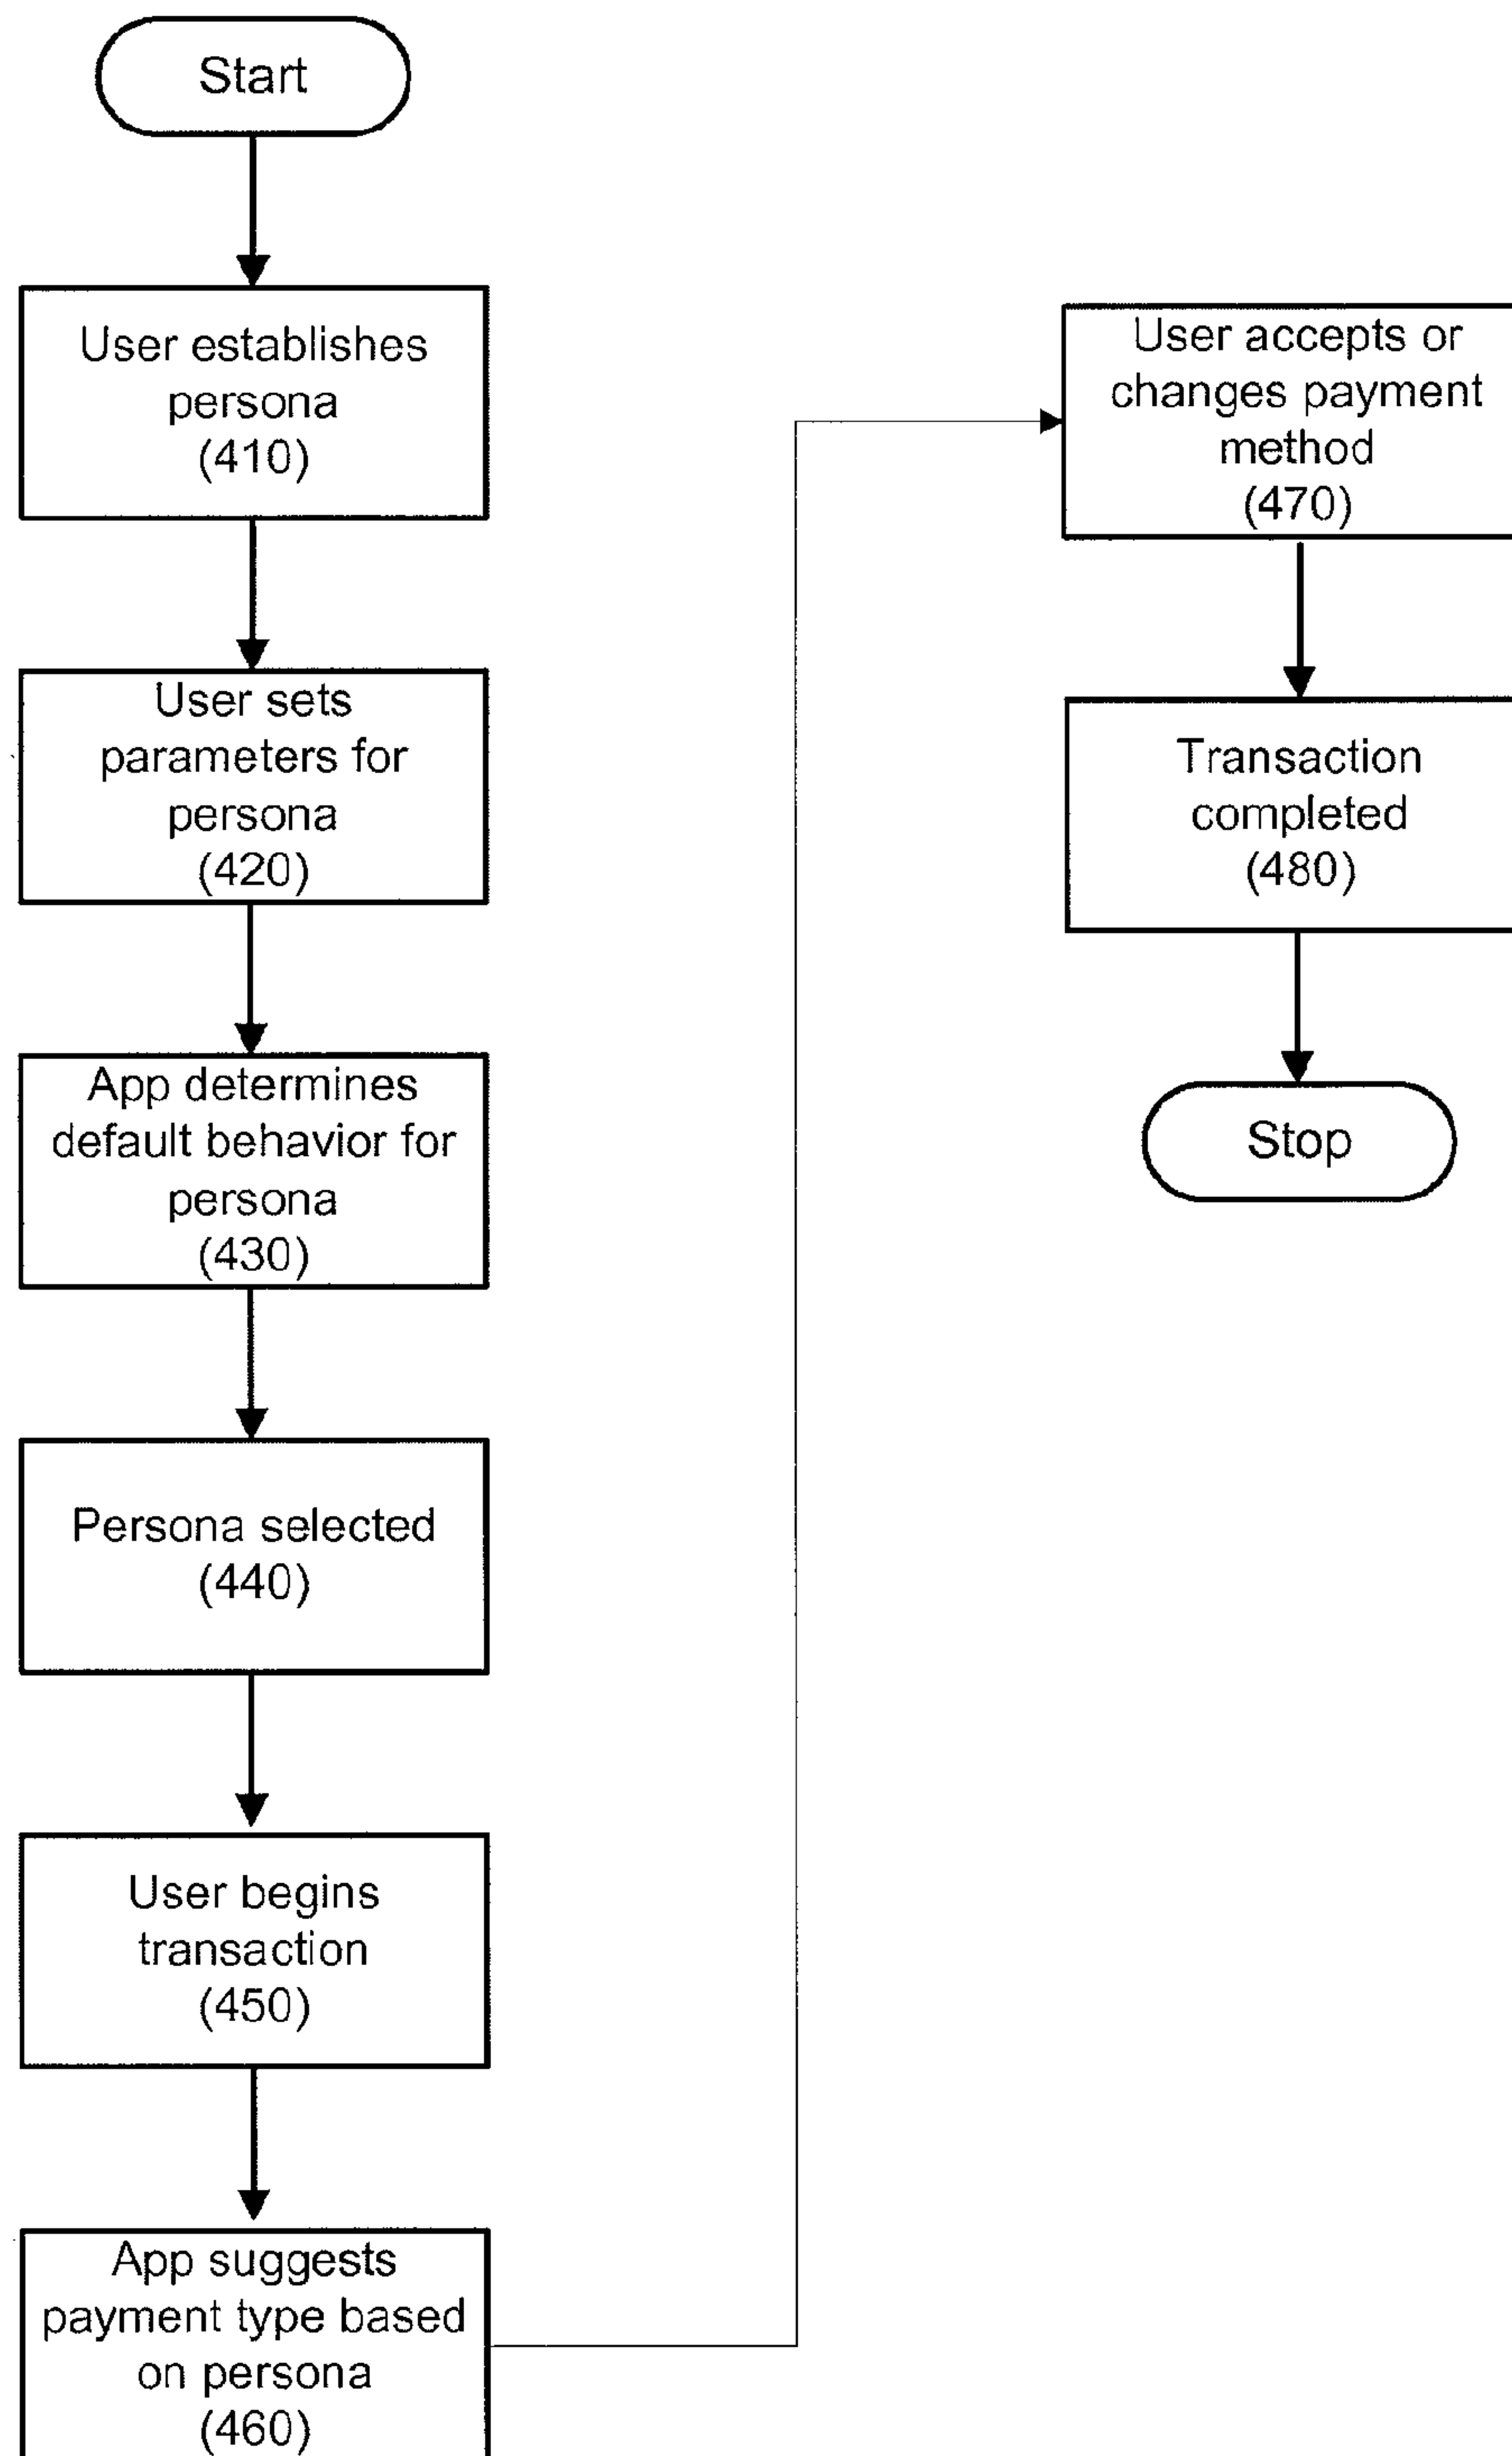 Start
User establishes
persona
(410)
User sets
parameters for
persona
(420)
App determines
default behavior for
persona
(430)
Persona selected
(440)
User begins
transaction
(450)
App suggests
payment type based
on persona
(460)
User accepts or
changes payment
method
(470)
Transaction
completed
(480)
Stop